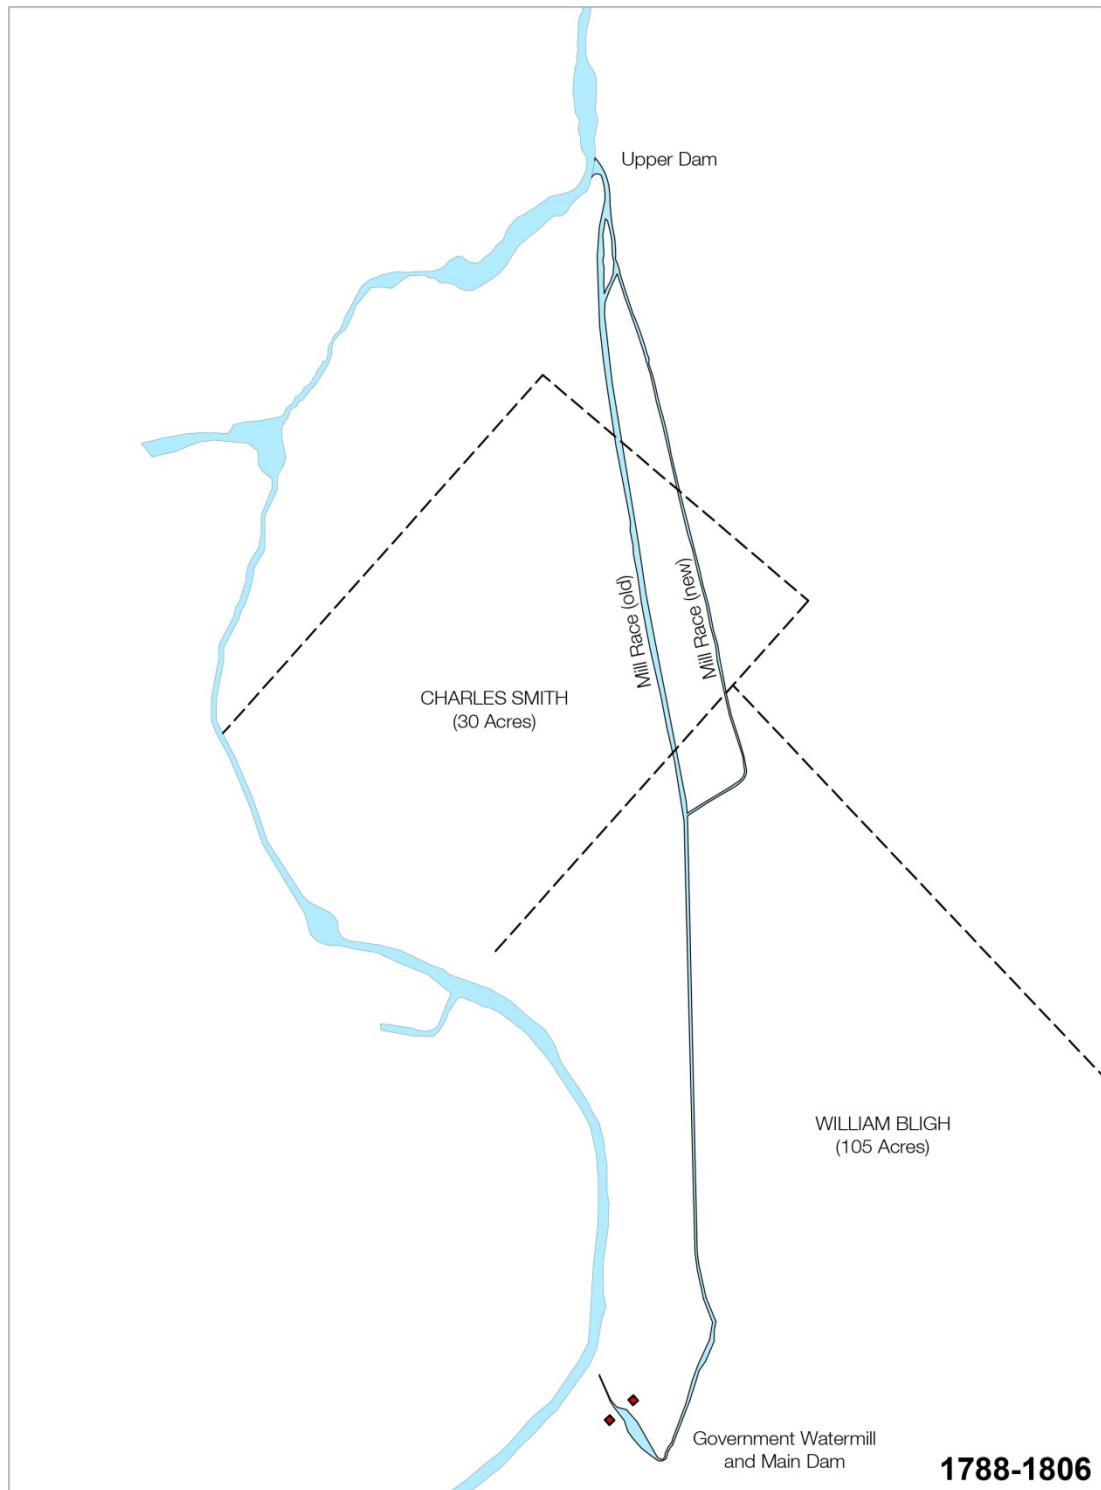 Upper Dam
Mill Race (old)
Mill Race (new)
CHARLES SMITH
(30 Acres)
WILLIAM BLIGH
(105 Acres)
Government Watermill
and Main Dam
1788-1806